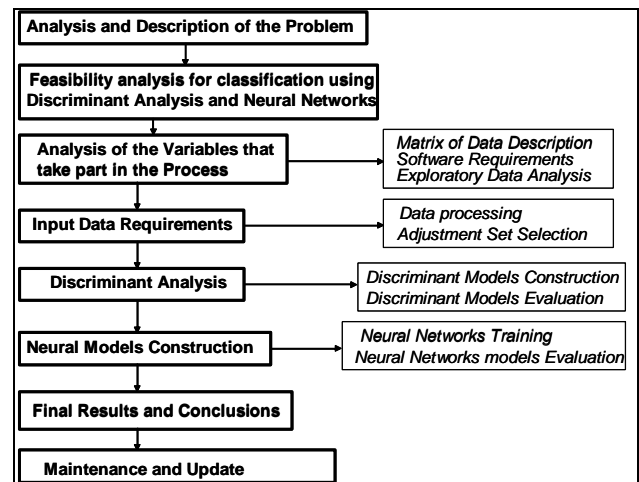 Analysis and Description of the Problem
Feasibility analysis for classification using
Discriminant Analysis and Neural Networks
Analysis of the Variables that
take part in the Process
Matrix of Data Description
Software Requirements
Exploratory Data Analysis
Input Data Requirements
Data processing
Adjustment Set Selection
Discriminant Analysis
Discriminant Models Construction
Discriminant Models Evaluation
Neural Models Construction
Neural Networks Training
Neural Networks models Evaluation
Final Results and Conclusions
Maintenance and Update